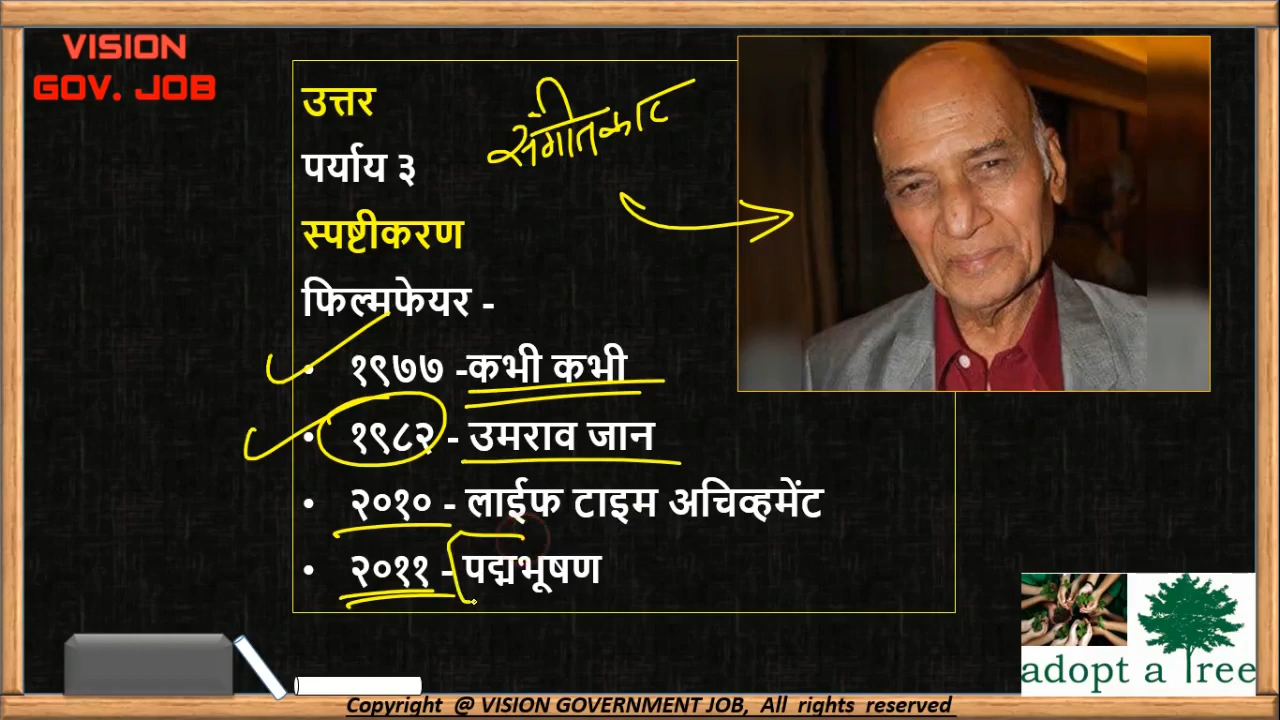 VISION
GOV. JOB
उत्तर
संगीतकार
पर्याय ३
स्पष्टीकरण
फिल्मफेयर -
• १९७७ -कभी कभी
• १९८२ - उमराव जान
• २०१० - लाईफ टाइम अचिव्हमेंट
• २०११ - पद्मभूषण
adopt a Tree
Copyright @ VISION GOVERNMENT JOB, All rights reserved